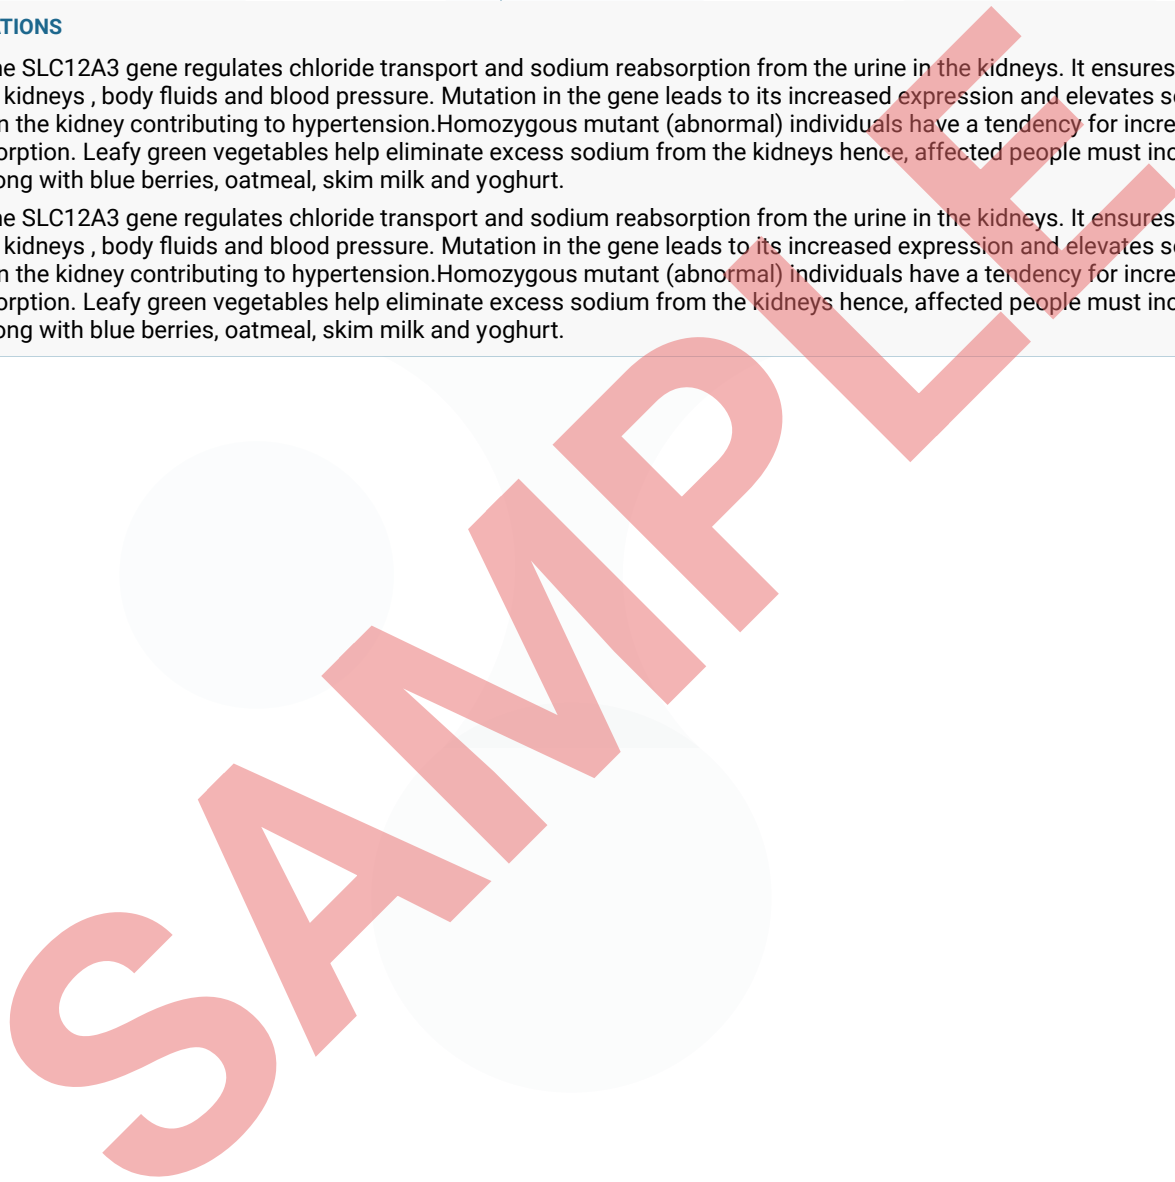 TIONS
ne SLC12A3 gene regulates chloride transport and sodium reabsorption from the urine in the kidneys. It ensures
kidneys , body fluids and blood pressure. Mutation in the gene leads to its increased expression and elevates s
n the kidney contributing to hypertension.Homozygous mutant (abnormal) individuals have a tendency for incre
orption. Leafy green vegetables help eliminate excess sodium from the kidneys hence, affected people must inc
ong with blue berries, oatmeal, skim milk and yoghurt.
ne SLC12A3 gene regulates chloride transport and sodium reabsorption from the urine in the kidneys. It ensures
kidneys , body fluids and blood pressure. Mutation in the gene leads to its increased expression and elevates s
n the kidney contributing to hypertension.Homozygous mutant (abnormal) individuals have a tendency for incre
orption. Leafy green vegetables help eliminate excess sodium from the kidneys hence, affected people must inc
ong with blue berries, oatmeal, skim milk and yoghurt.
SAMPLE